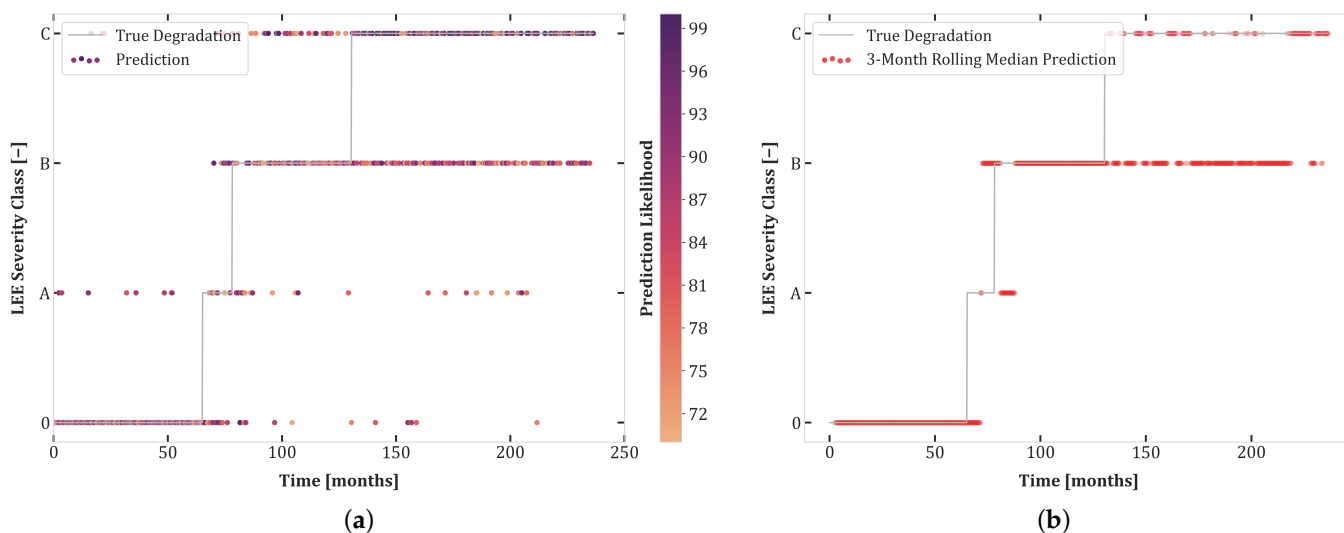 C
B
A
0
LEE Severity Class [−]
True Degradation
Prediction
0
50
100
150
200
250
Time [months]
(a)
99
96
93
90
87
84
81
78
75
72
Prediction Likelihood
C
B
A
0
LEE Severity Class [−]
True Degradation
3-Month Rolling Median Prediction
0
50
100
150
200
Time [months]
(b)